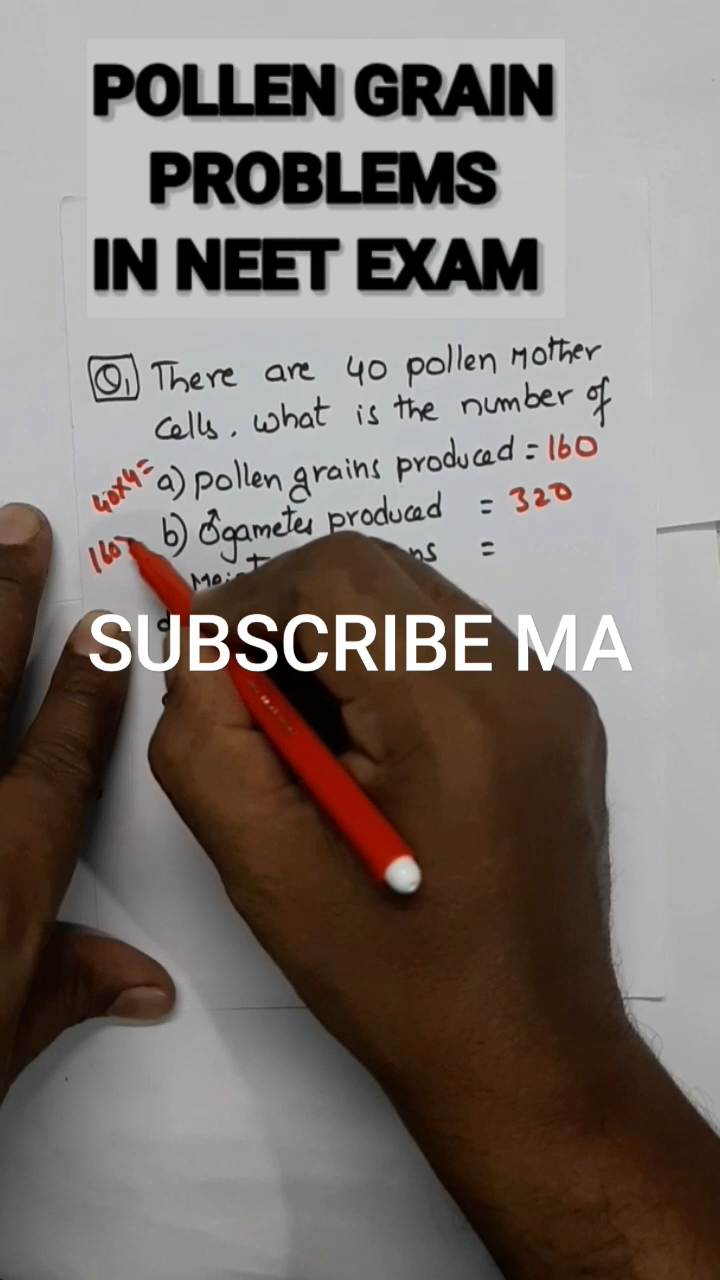 POLLEN GRAIN
PROBLEMS
IN NEET EXAM
Q1 There are 40 pollen Mother
cells. what is the number of
40x4= a) pollen grains produced = 160
160 b) ♂gametes produced = 320
=
SUBSCRIBE MA